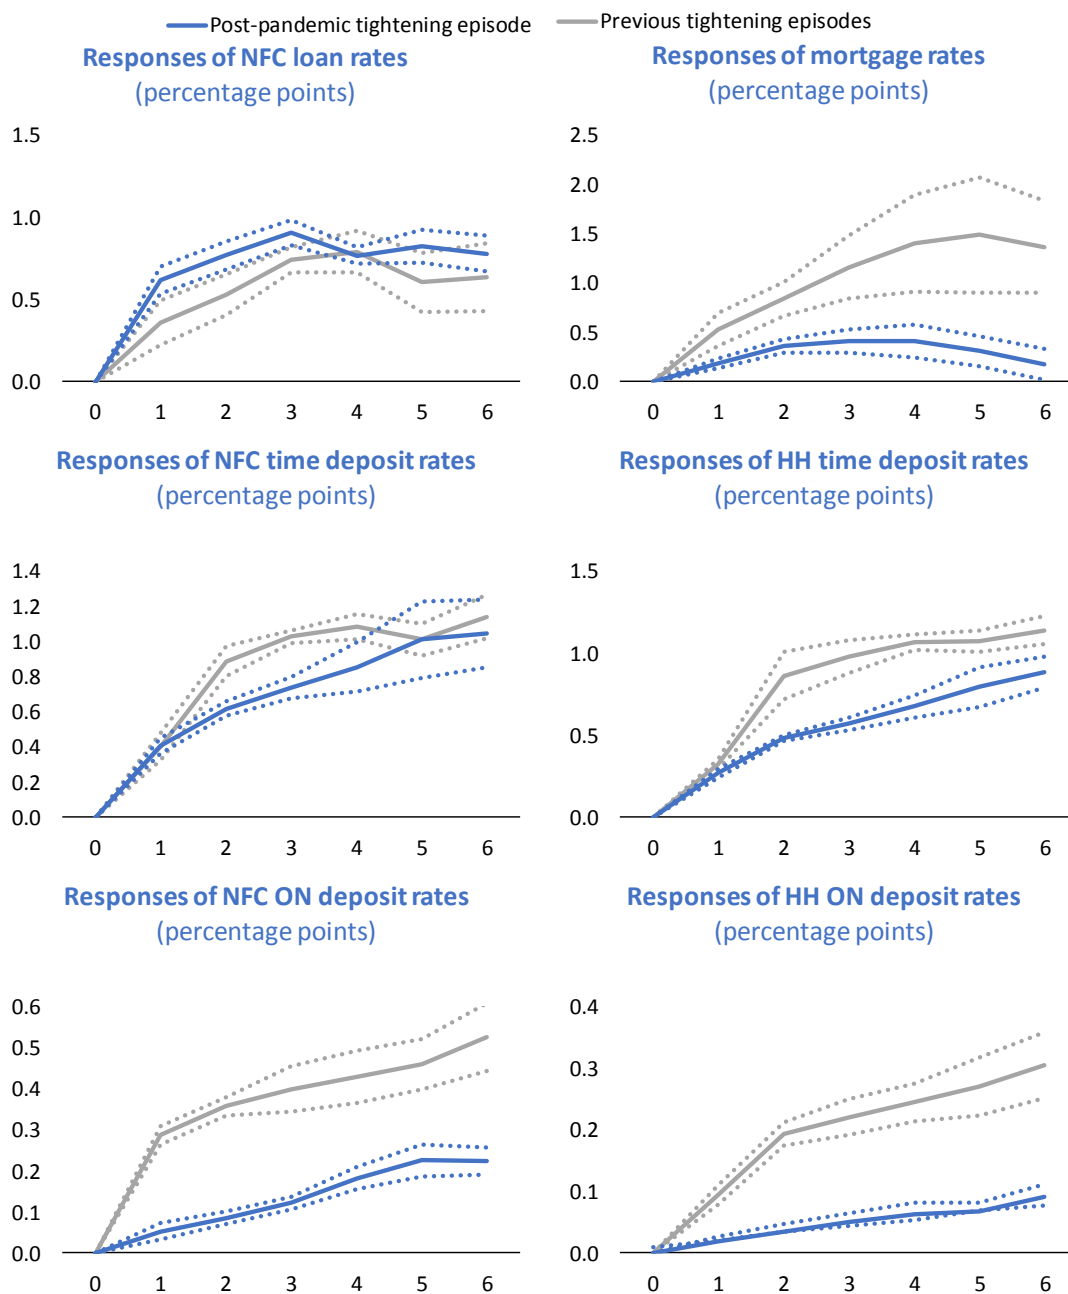 Post-pandemic tightening episode Previous tightening episodes
Responses of NFC loan rates
(percentage points)
1.5
1.0
0.5
0.0
0 1 2 3 4 5 6
Responses of mortgage rates
(percentage points)
2.5
2.0
1.5
1.0
0.5
0.0
0 1 2 3 4 5 6
Responses of NFC time deposit rates
(percentage points)
1.4
1.2
1.0
0.8
0.6
0.4
0.2
0.0
0 1 2 3 4 5 6
Responses of HH time deposit rates
(percentage points)
1.5
1.0
0.5
0.0
0 1 2 3 4 5 6
Responses of NFC ON deposit rates
(percentage points)
0.6
0.5
0.4
0.3
0.2
0.1
0.0
0 1 2 3 4 5 6
Responses of HH ON deposit rates
(percentage points)
0.4
0.3
0.2
0.1
0.0
0 1 2 3 4 5 6